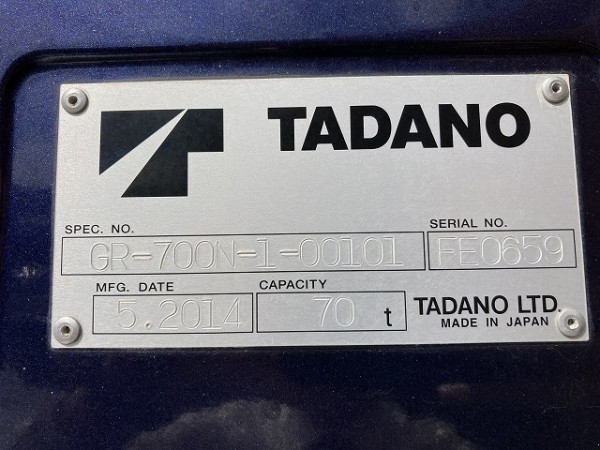 TADANO
SPEC. NO.
SERIAL NO.
GR-700N-1-00101
FE0659
MFG. DATE
CAPACITY
5.2014
70 t
TADANO LTD.
MADE IN JAPAN